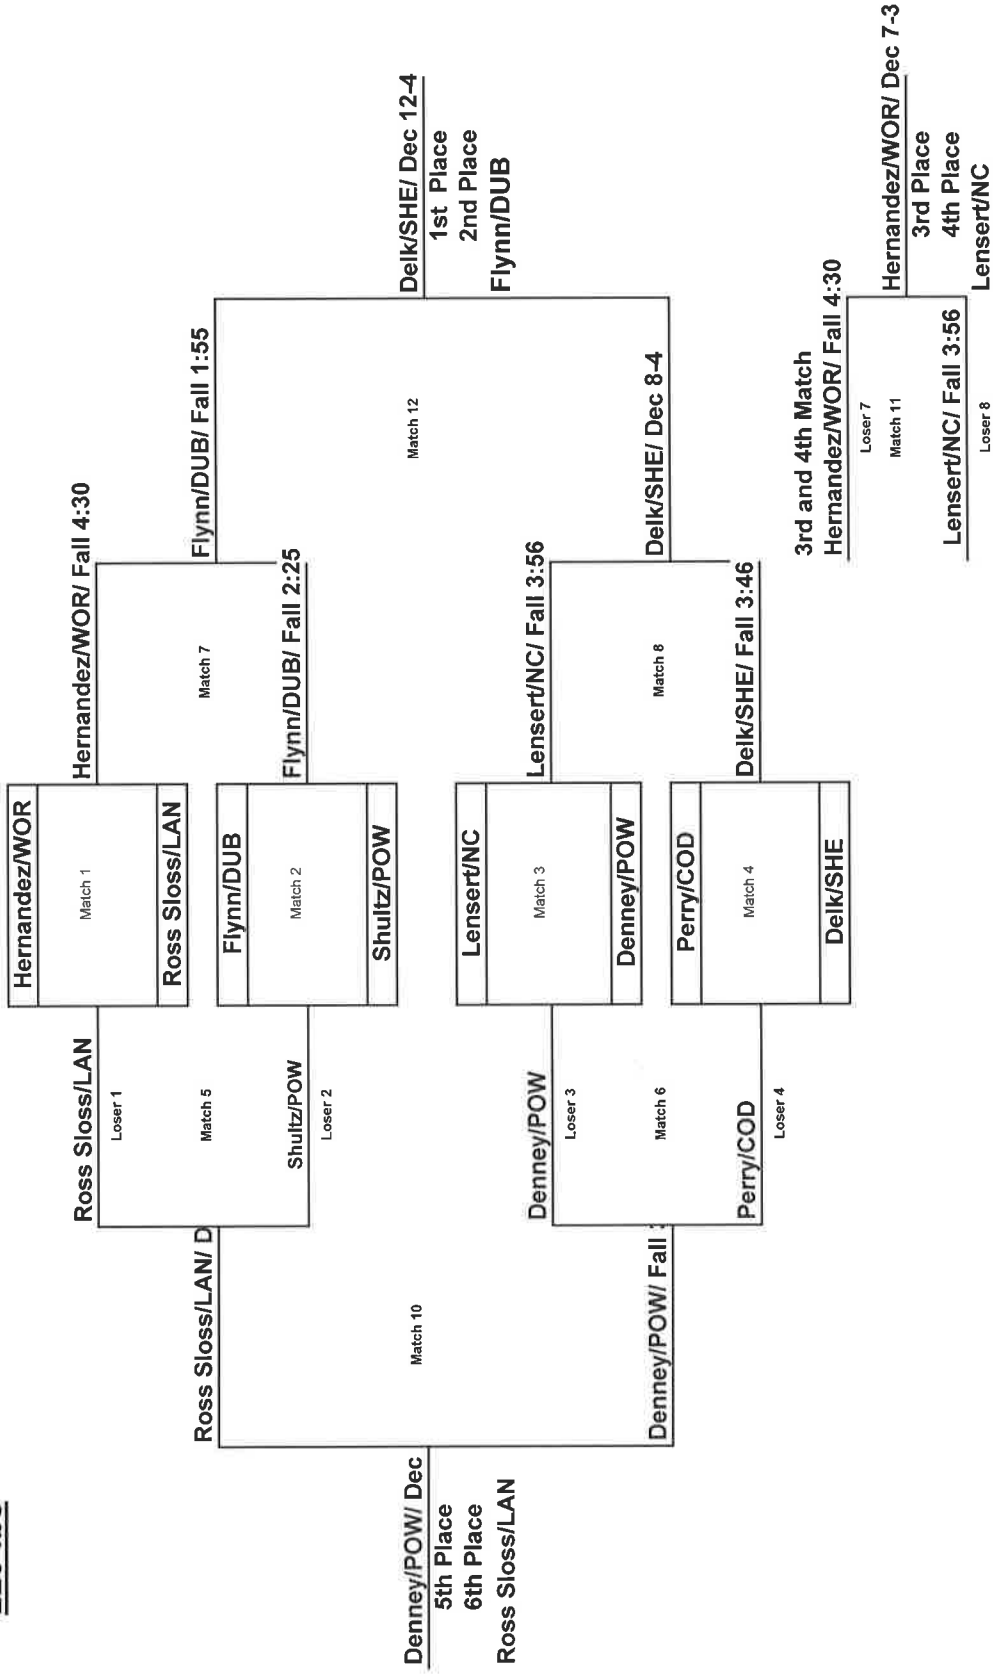 Denney/POW/ Dec
5th Place
6th Place
Ross Sloss/LAN
Ross Sloss/LAN/ D
Match 10
Denney/POW/ Fall
Ross Sloss/LAN
Loser 1
Match 5
Shultz/POW
Loser 2
Denney/POW
Loser 3
Match 6
Perry/COD
Loser 4
Hernandez/WOR
Match 1
Ross Sloss/LAN
Flynn/DUB
Match 2
Shultz/POW
Lensert/NC
Match 3
Denney/POW
Perry/COD
Match 4
Delk/SHE
Hernandez/WOR/ Fall 4:30
Match 7
Flynn/DUB/ Fall 2:25
Lensert/NC/ Fall 3:56
Match 8
Delk/SHE/ Fall 3:46
Flynn/DUB/ Fall 1:55
Match 12
Delk/SHE/ Dec 8-4
Delk/SHE/ Dec 12-4
1st Place
2nd Place
Flynn/DUB
3rd and 4th Match
Hernandez/WOR/ Fall 4:30
Loser 7
Match 11
Lensert/NC/ Fall 3:56
Loser 8
Hernandez/WOR/ Dec 7-3
3rd Place
4th Place
Lensert/NC